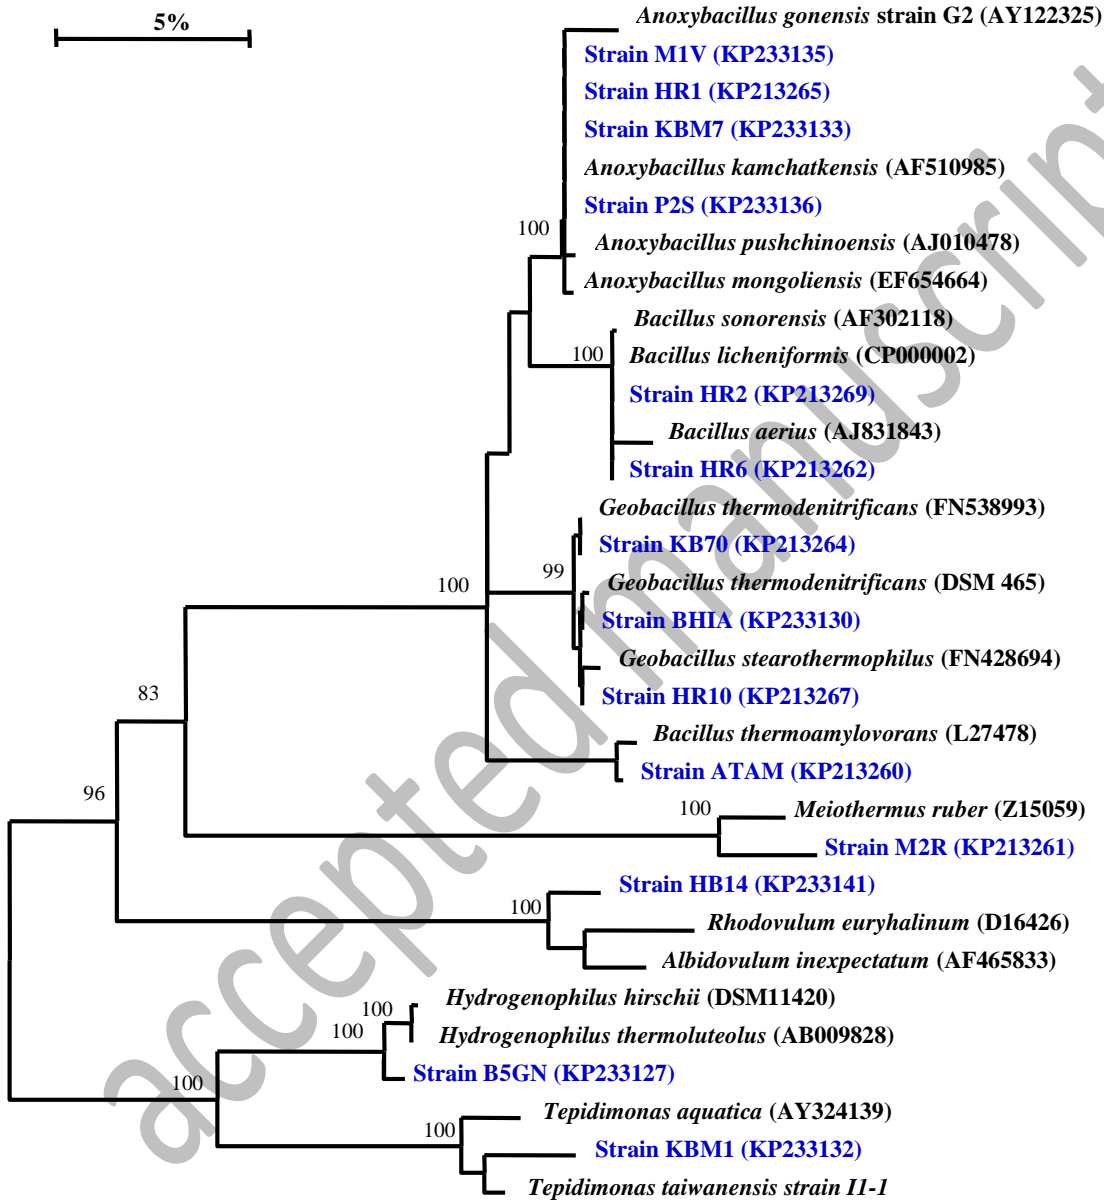 5%
Anoxybacillus gonensis strain G2 (AY122325)
Strain M1V (KP233135)
Strain HR1 (KP213265)
Strain KBM7 (KP233133)
Anoxybacillus kamchatkensis (AF510985)
Strain P2S (KP233136)
100
Anoxybacillus pushchinoensis (AJ010478)
Anoxybacillus mongoliensis (EF654664)
Bacillus sonorensis (AF302118)
100
Bacillus licheniformis (CP000002)
Strain HR2 (KP213269)
Bacillus aerius (AJ831843)
Strain HR6 (KP213262)
Geobacillus thermodenitrificans (FN538993)
Strain KB70 (KP213264)
99
100
Geobacillus thermodenitrificans (DSM 465)
Strain BHIA (KP233130)
Geobacillus stearothermophilus (FN428694)
83
Strain HR10 (KP213267)
Bacillus thermoamylovorans (L27478)
Strain ATAM (KP213260)
96
100
Meiothermus ruber (Z15059)
Strain M2R (KP213261)
Strain HB14 (KP233141)
100
Rhodovulum euryhalinum (D16426)
Albidovulum inexpectatum (AF465833)
Hydrogenophilus hirschii (DSM11420)
100
100
Hydrogenophilus thermoluteolus (AB009828)
Strain B5GN (KP233127)
100
Tepidimonas aquatica (AY324139)
100
Strain KBM1 (KP233132)
Tepidimonas taiwanensis strain I1-1
accepted manuscript